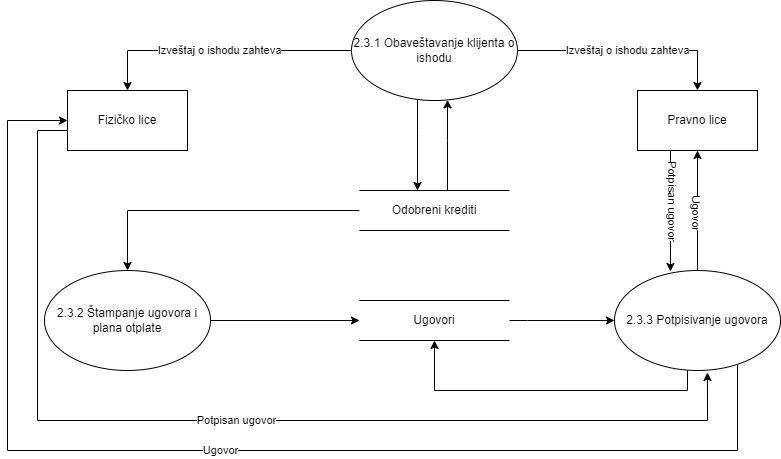 2.3.1 Obaveštavanje klijenta o
ishodu
Izveštaj o ishodu zahteva
Izveštaj o ishodu zahteva
Fizičko lice
Pravno lice
Potpisan ugovor
Ugovor
Odobreni krediti
2.3.2 Štampanje ugovora i
plana otplate
Ugovori
2.3.3 Potpisivanje ugovora
Potpisan ugovor
Ugovor